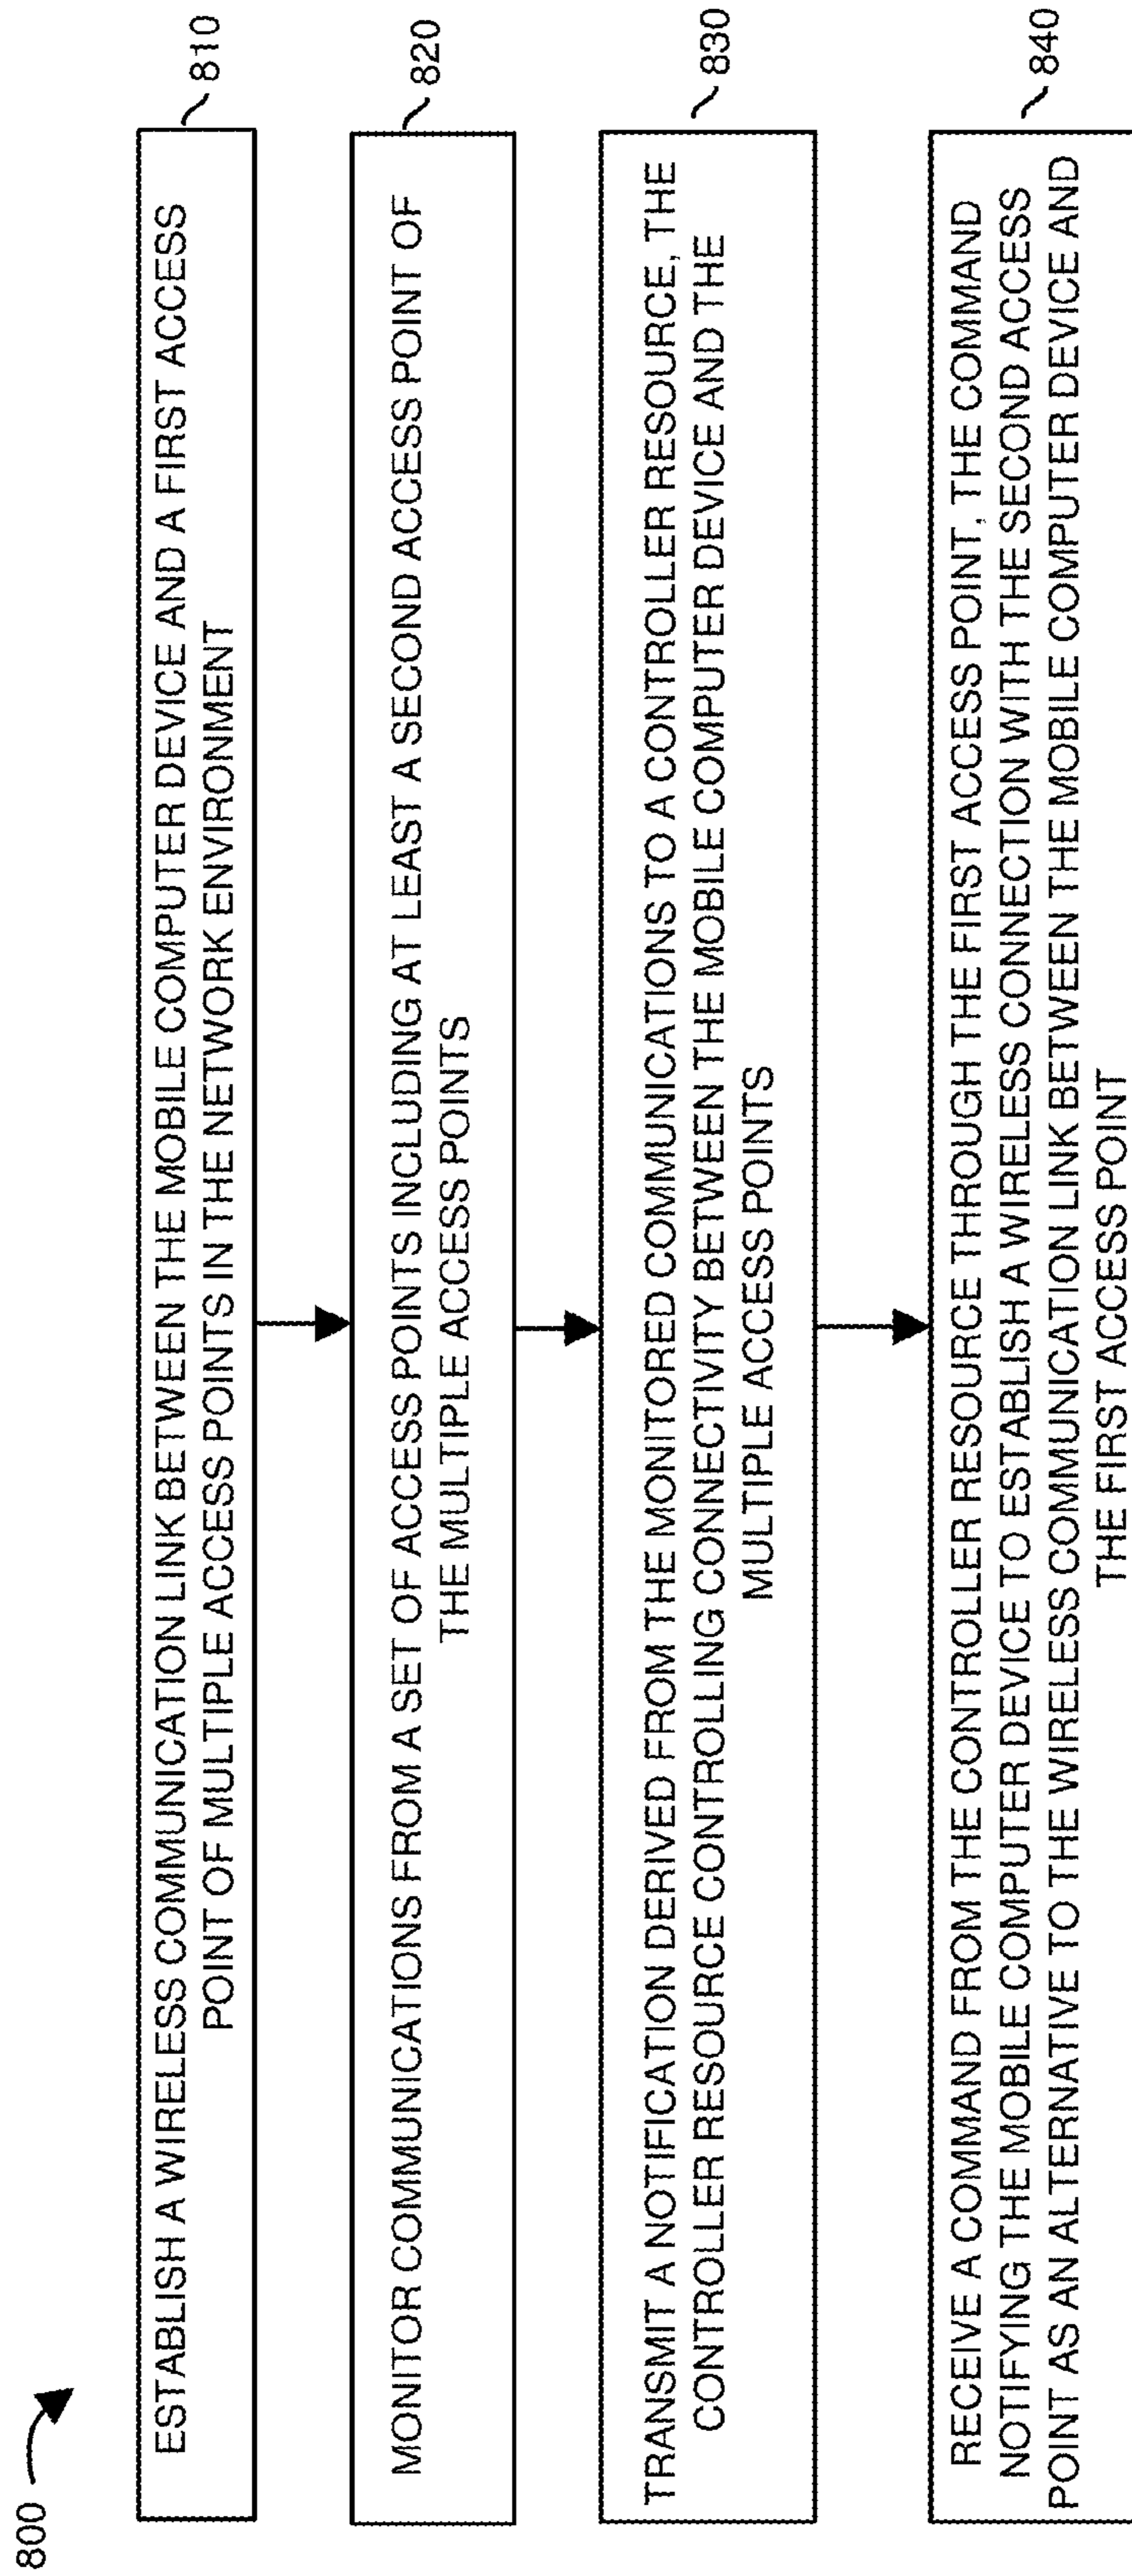 800
ESTABLISH A WIRELESS COMMUNICATION LINK BETWEEN THE MOBILE COMPUTER DEVICE AND A FIRST ACCESS
POINT OF MULTIPLE ACCESS POINTS IN THE NETWORK ENVIRONMENT
810
MONITOR COMMUNICATIONS FROM A SET OF ACCESS POINTS INCLUDING AT LEAST A SECOND ACCESS POINT OF
THE MULTIPLE ACCESS POINTS
820
TRANSMIT A NOTIFICATION DERIVED FROM THE MONITORED COMMUNICATIONS TO A CONTROLLER RESOURCE, THE
CONTROLLER RESOURCE CONTROLLING CONNECTIVITY BETWEEN THE MOBILE COMPUTER DEVICE AND THE
MULTIPLE ACCESS POINTS
830
RECEIVE A COMMAND FROM THE CONTROLLER RESOURCE THROUGH THE FIRST ACCESS POINT, THE COMMAND
NOTIFYING THE MOBILE COMPUTER DEVICE TO ESTABLISH A WIRELESS CONNECTION WITH THE SECOND ACCESS
POINT AS AN ALTERNATIVE TO THE WIRELESS COMMUNICATION LINK BETWEEN THE MOBILE COMPUTER DEVICE AND
THE FIRST ACCESS POINT
840